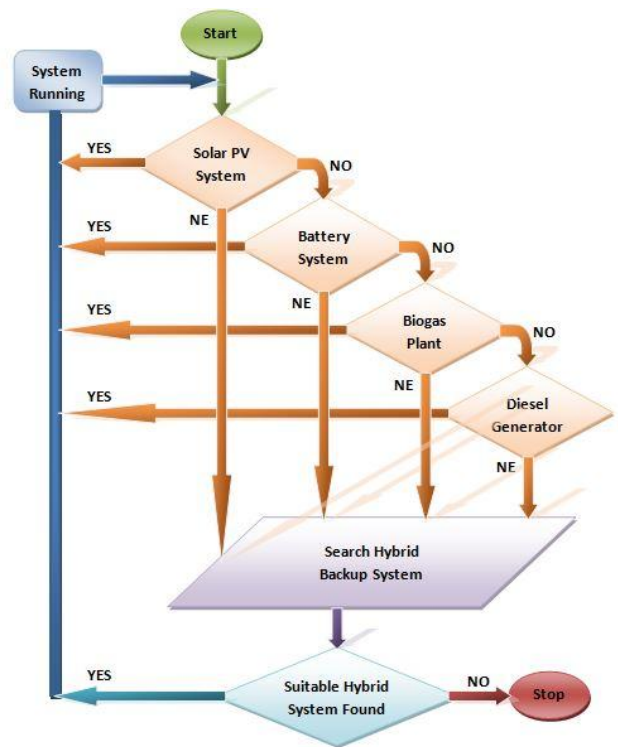 Start
System
Running
YES
Solar PV
System
NO
NE
YES
Battery
System
NO
NE
YES
Biogas
Plant
NO
NE
YES
Diesel
Generator
NE
Search Hybrid
Backup System
YES
Suitable Hybrid
System Found
NO
Stop